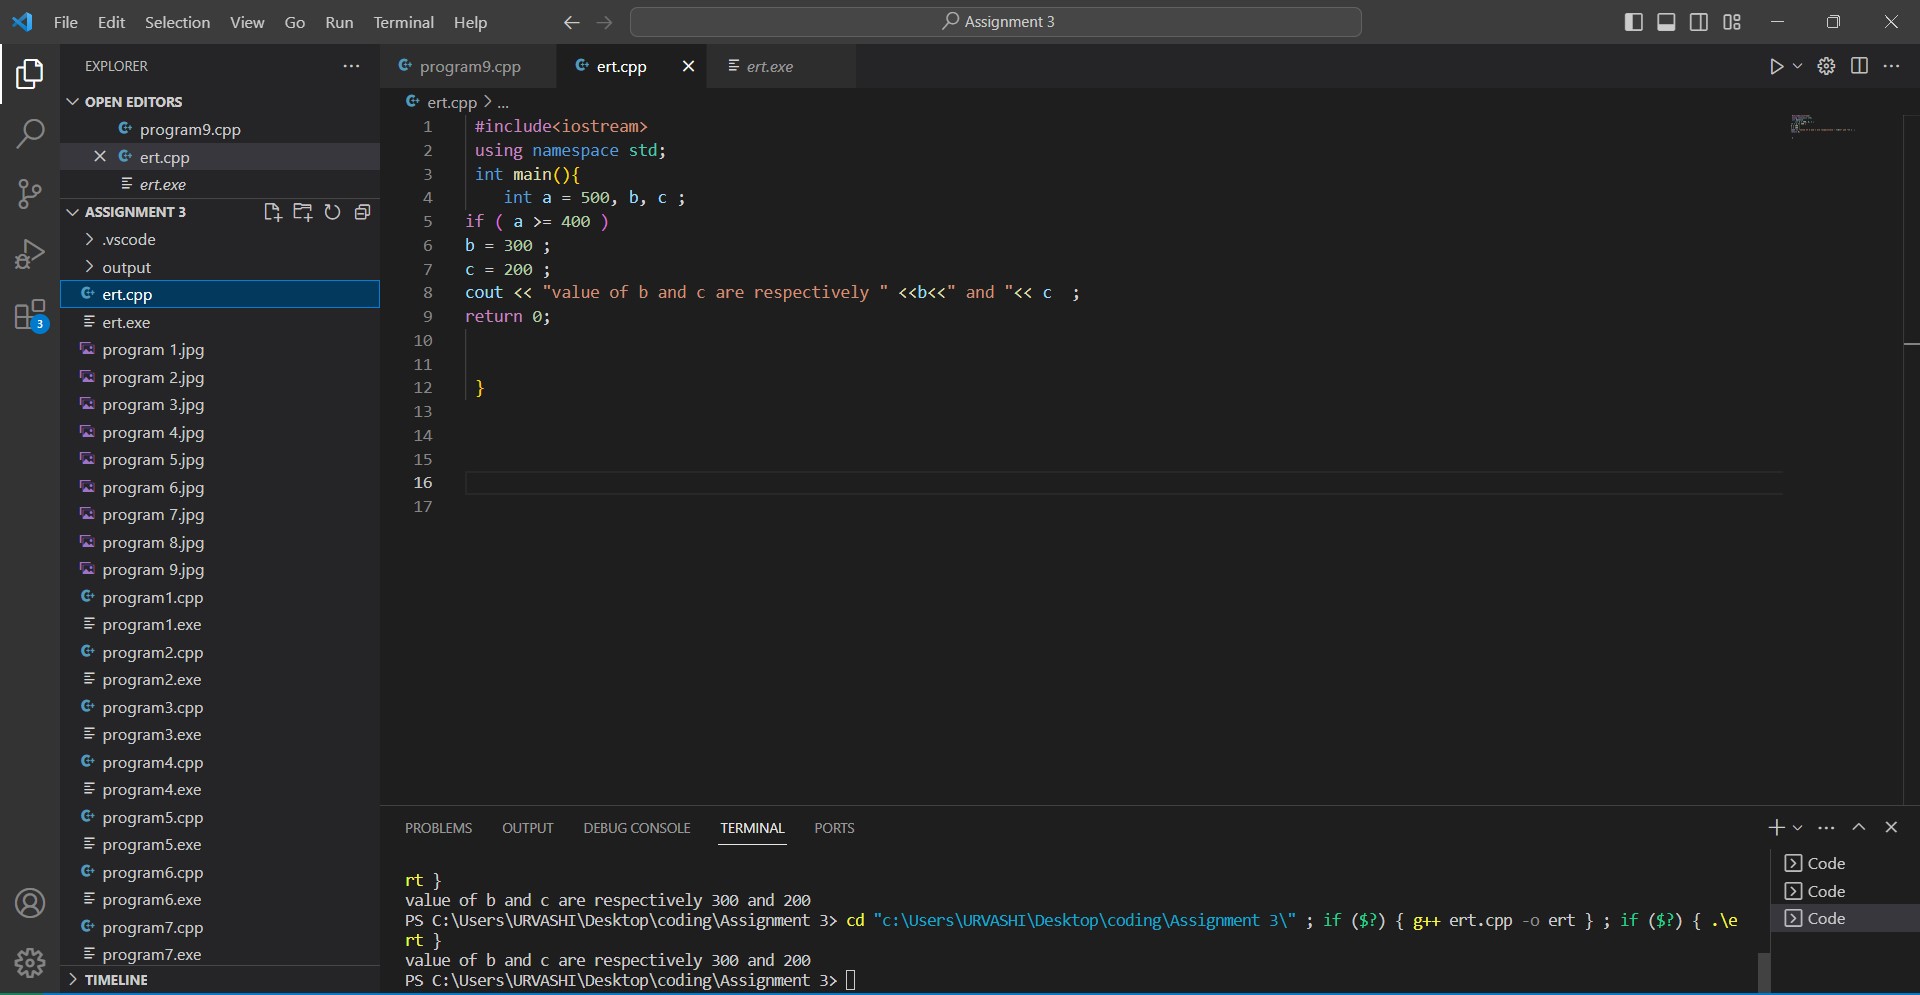 File Edit Selection View Go Run Terminal Help
Assignment 3
EXPLORER
OPEN EDITORS
program9.cpp
ert.cpp
ert.exe
ASSIGNMENT 3
.vscode
output
ert.cpp
ert.exe
program 1.jpg
program 2.jpg
program 3.jpg
program 4.jpg
program 5.jpg
program 6.jpg
program 7.jpg
program 8.jpg
program 9.jpg
program1.cpp
program1.exe
program2.cpp
program2.exe
program3.cpp
program3.exe
program4.cpp
program4.exe
program5.cpp
program5.exe
program6.cpp
program6.exe
program7.cpp
program7.exe
TIMELINE
3
program9.cpp ert.cpp ert.exe
ert.cpp > ...
1 #include<iostream>
2 using namespace std;
3 int main(){
4 int a = 500, b, c ;
5 if ( a >= 400 )
6 b = 300 ;
7 c = 200 ;
8 cout << "value of b and c are respectively " <<b<<" and "<< c  ;
9 return 0;
10
11
12 }
13
14
15
16
17
PROBLEMS OUTPUT DEBUG CONSOLE TERMINAL PORTS
rt }
value of b and c are respectively 300 and 200
PS C:\Users\URVASHI\Desktop\coding\Assignment 3> cd "c:\Users\URVASHI\Desktop\coding\Assignment 3\" ; if ($?) { g++ ert.cpp -o ert } ; if ($?) { .\e
rt }
value of b and c are respectively 300 and 200
PS C:\Users\URVASHI\Desktop\coding\Assignment 3>
Code
Code
Code